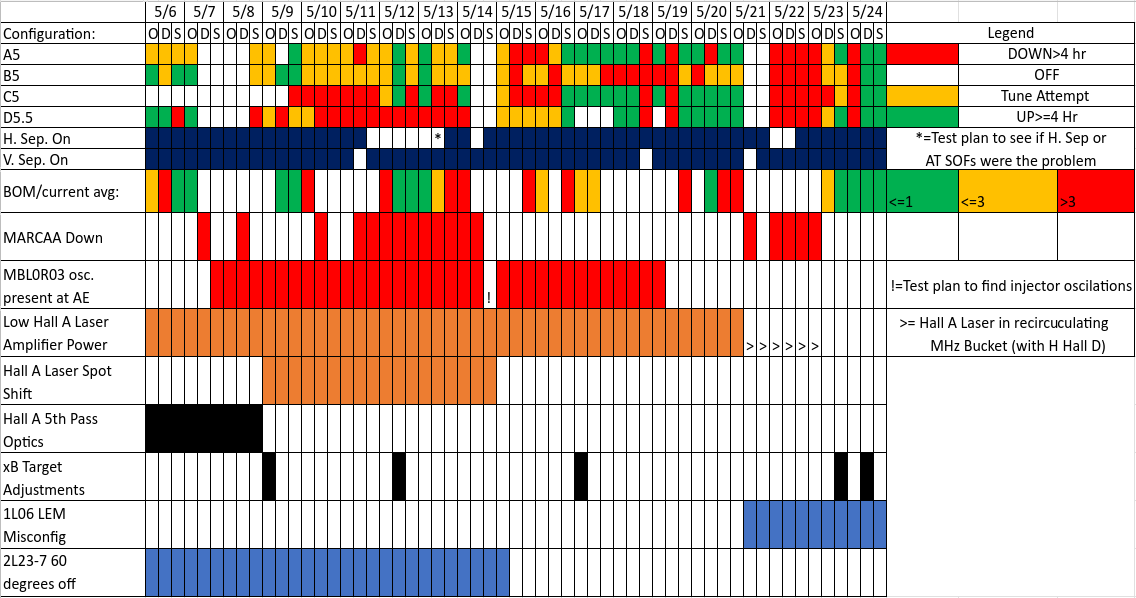 5/6 5/7 5/8 5/9 5/10 5/11 5/12 5/13 5/14 5/15 5/16 5/17 5/18 5/19 5/20 5/21 5/22 5/23 5/24
Configuration: O D S O D S O D S O D S O D S O D S O D S O D S O D S O D S O D S O D S O D S O D S O D S O D S O D S O D S O D S Legend
A5 DOWN>4 hr
B5 OFF
C5 Tune Attempt
D5.5 UP>=4 Hr
H. Sep. On * *=Test plan to see if H. Sep or
V. Sep. On AT SOFs were the problem
BOM/current avg: <=1 <=3 >3
MARCAA Down
MBL0R03 osc.
present at AE ! !=Test plan to find injector oscilations
Low Hall A Laser >= Hall A Laser in recirculating
Amplifier Power > > > > > > MHz Bucket (with H Hall D)
Hall A Laser Spot
Shift
Hall A 5th Pass
Optics
xB Target
Adjustments
1L06 LEM
Misconfig
2L23-7 60
degrees off